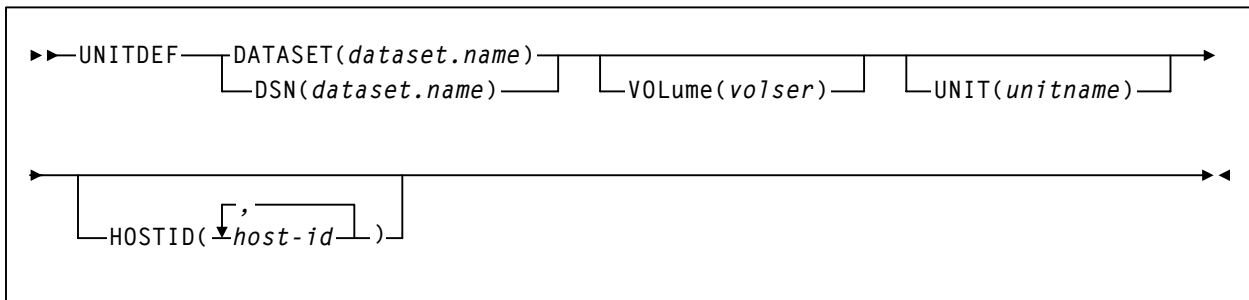 UNITDEF DATASET(dataset.name)
DSN(dataset.name) VOLume(volser) UNIT(unitname)
,
HOSTID( host-id )